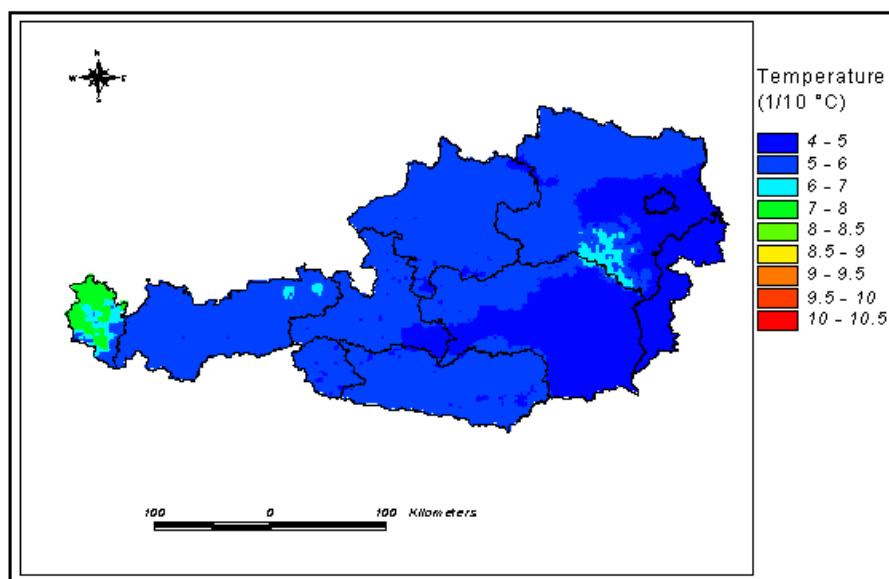 N
W E
S
Temperature
(1/10 °C)
4 - 5
5 - 6
6 - 7
7 - 8
8 - 8.5
8.5 - 9
9 - 9.5
9.5 - 10
10 - 10.5
100 0 100 Kilometers